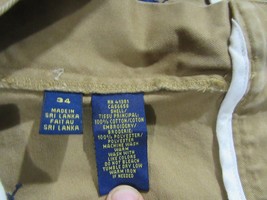 34
MADE IN
SRI LANKA
FAIT AU
SRI LANKA
RN 41381
CA05602
SHELL/
TISSU PRINCIPAL:
100% COTTON/COTON
EMBROIDERY/
BRODERIE:
100% POLYESTER/
POLYESTER
MACHINE WASH
WARM
WASH WITH
LIKE COLORS
DO NOT BLEACH
TUMBLE DRY LOW
WARM IRON
IF NEEDED